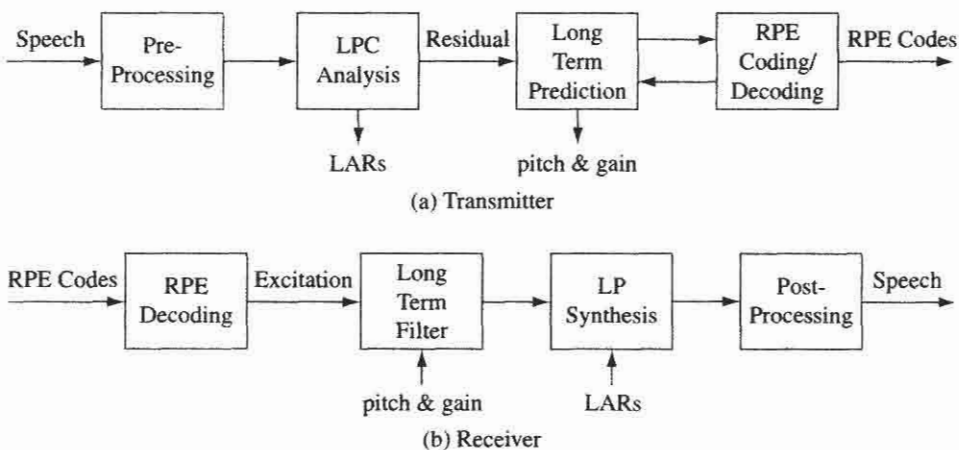 Speech
Pre-
Processing
LPC
Analysis
Residual
Long
Term
Prediction
RPE
Coding/
Decoding
RPE Codes
LARs
pitch & gain
(a) Transmitter
RPE Codes
RPE
Decoding
Excitation
Long
Term
Filter
LP
Synthesis
Post-
Processing
Speech
pitch & gain
LARs
(b) Receiver